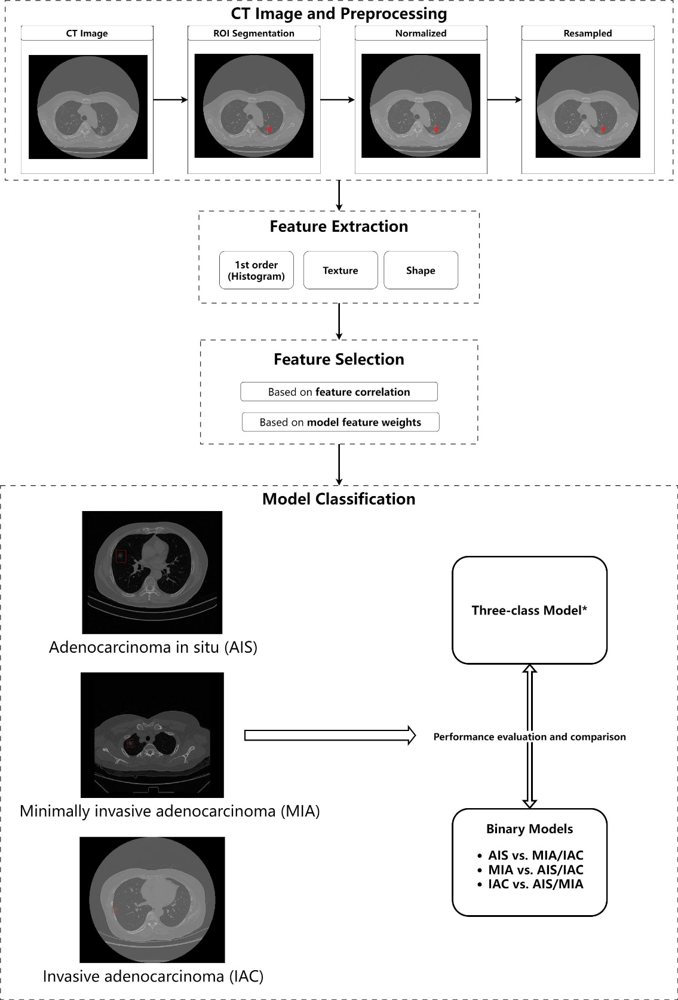 CT Image and Preprocessing
CT Image
ROI Segmentation
Normalized
Resampled
Feature Extraction
1st order
(Histogram)
Texture
Shape
Feature Selection
Based on feature correlation
Based on model feature weights
Model Classification
Adenocarcinoma in situ (AIS)
Minimally invasive adenocarcinoma (MIA)
Invasive adenocarcinoma (IAC)
Three-class Model*
Performance evaluation and comparison
Binary Models
• AIS vs. MIA/IAC
• MIA vs. AIS/IAC
• IAC vs. AIS/MIA